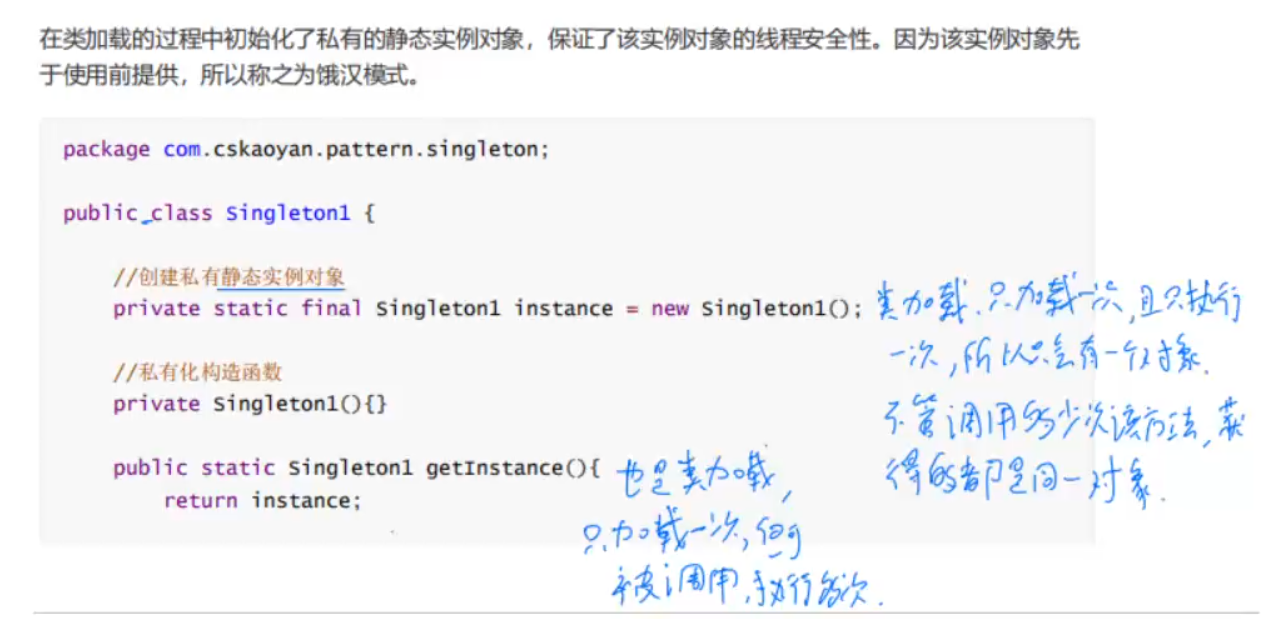 在类加载的过程中初始化了私有的静态实例对象，保证了该实例对象的线程安全性。因为该实例对象先
于使用前提供，所以称之为饿汉模式。
package com.cskaoyan.pattern.singleton;
public class Singleton1 {
//创建私有静态实例对象
private static final Singleton1 instance = new Singleton1();
类加载.只加载一次,且只执行
一次,所以只会有一个对象.
//私有化构造函数
private Singleton1(){}
不管调用多少次该方法,获
得的都是同一对象.
public static Singleton1 getInstance(){
也是类加载,
return instance;
只加载一次,但可
被调用,执行多次.